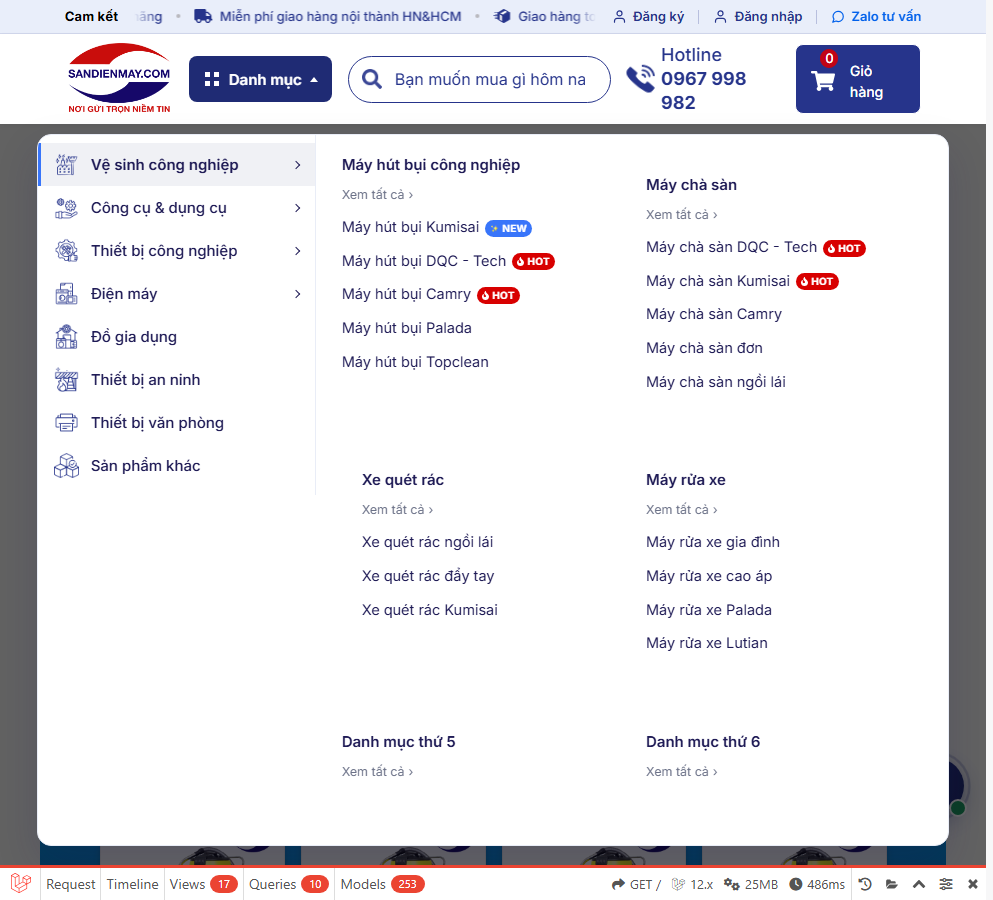 Cam kết
Miễn phí giao hàng nội thành HN&HCM
Giao hàng
Đăng ký
Đăng nhập
Zalo tư vấn
SANDIENMAY.COM
NƠI GỬI TRỌN NIỀM TIN
Danh mục
Bạn muốn mua gì hôm na
Hotline
0967 998
982
0
Giỏ
hàng
Vệ sinh công nghiệp
Công cụ & dụng cụ
Thiết bị công nghiệp
Điện máy
Đồ gia dụng
Thiết bị an ninh
Thiết bị văn phòng
Sản phẩm khác
Máy hút bụi công nghiệp
Xem tất cả ›
Máy hút bụi Kumisai NEW
Máy hút bụi DQC - Tech HOT
Máy hút bụi Camry HOT
Máy hút bụi Palada
Máy hút bụi Topclean
Máy chà sàn
Xem tất cả ›
Máy chà sàn DQC - Tech HOT
Máy chà sàn Kumisai HOT
Máy chà sàn Camry
Máy chà sàn đơn
Máy chà sàn ngồi lái
Xe quét rác
Xem tất cả ›
Xe quét rác ngồi lái
Xe quét rác đẩy tay
Xe quét rác Kumisai
Máy rửa xe
Xem tất cả ›
Máy rửa xe gia đình
Máy rửa xe cao áp
Máy rửa xe Palada
Máy rửa xe Lutian
Danh mục thứ 5
Xem tất cả ›
Danh mục thứ 6
Xem tất cả ›
Request
Timeline
Views 17
Queries 10
Models 253
GET /
12.x
25MB
486ms